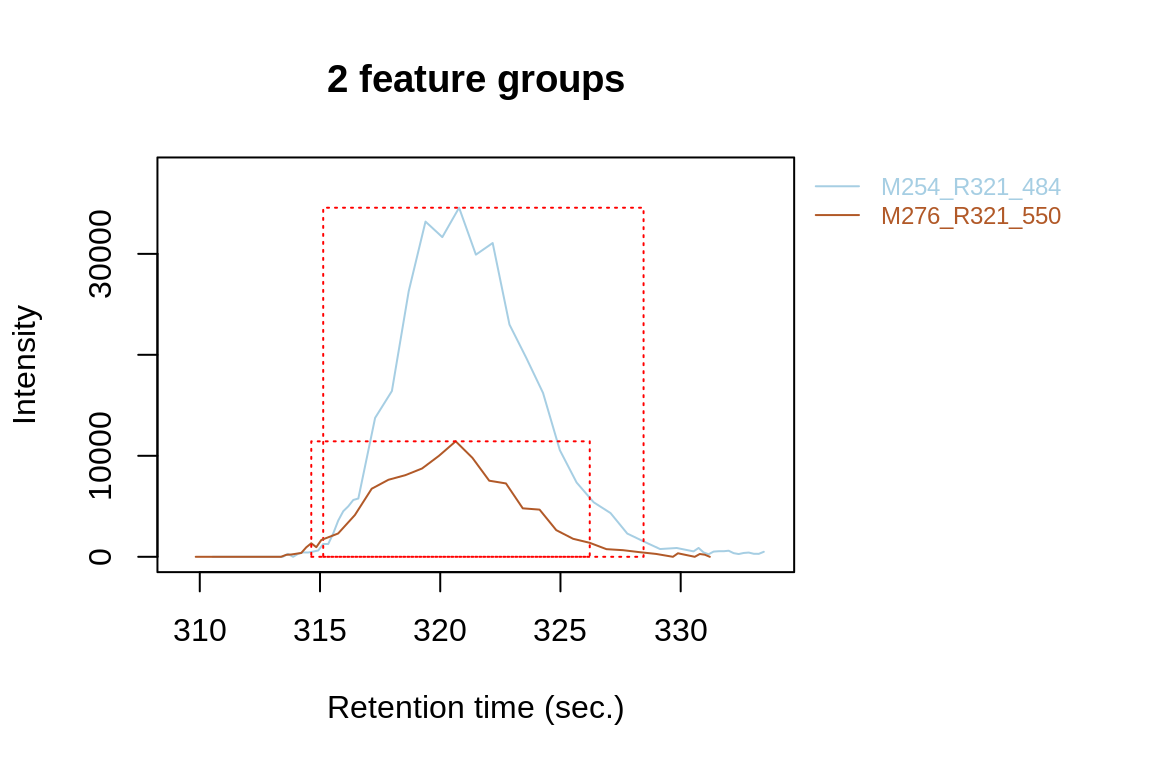 2 feature groups
M254_R321_484
M276_R321_550
30000
10000
0
Intensity
310 315 320 325 330
Retention time (sec.)